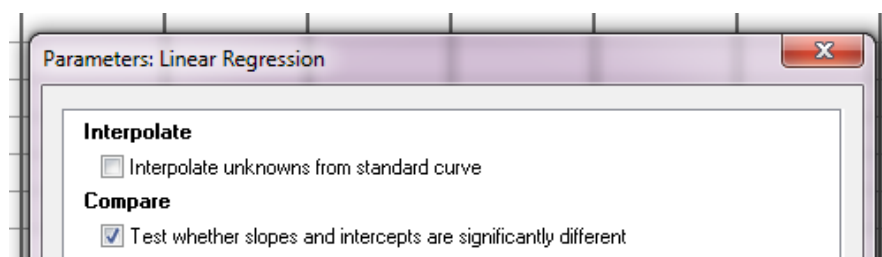 Parameters: Linear Regression
Interpolate
Interpolate unknowns from standard curve
Compare
Test whether slopes and intercepts are significantly different